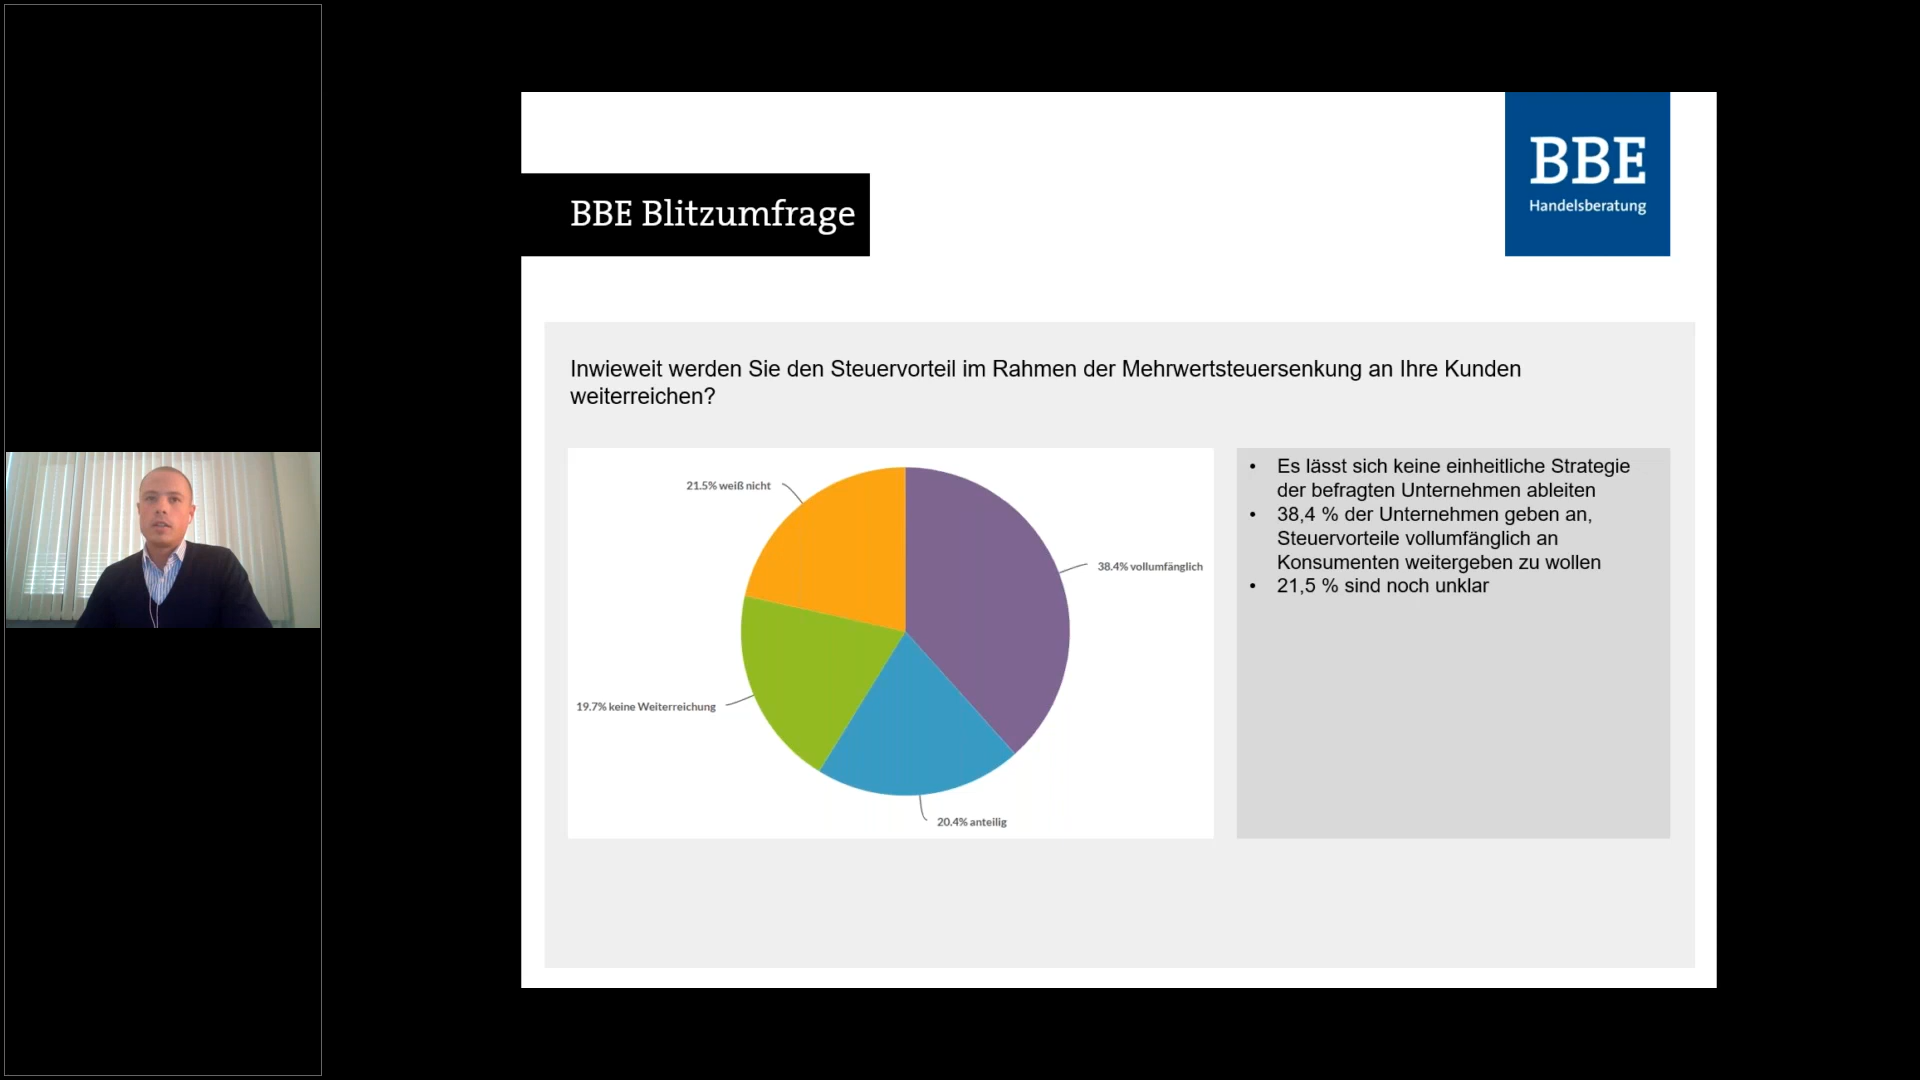 BBE
Handelsberatung
BBE Blitzumfrage
Inwieweit werden Sie den Steuervorteil im Rahmen der Mehrwertsteuersenkung an Ihre Kunden
weiterreichen?
21.5% weiß nicht
38.4% vollumfänglich
19.7% keine Weiterreichung
20.4% anteilig
• Es lässt sich keine einheitliche Strategie
der befragten Unternehmen ableiten
• 38,4 % der Unternehmen geben an,
Steuervorteile vollumfänglich an
Konsumenten weitergeben zu wollen
• 21,5 % sind noch unklar